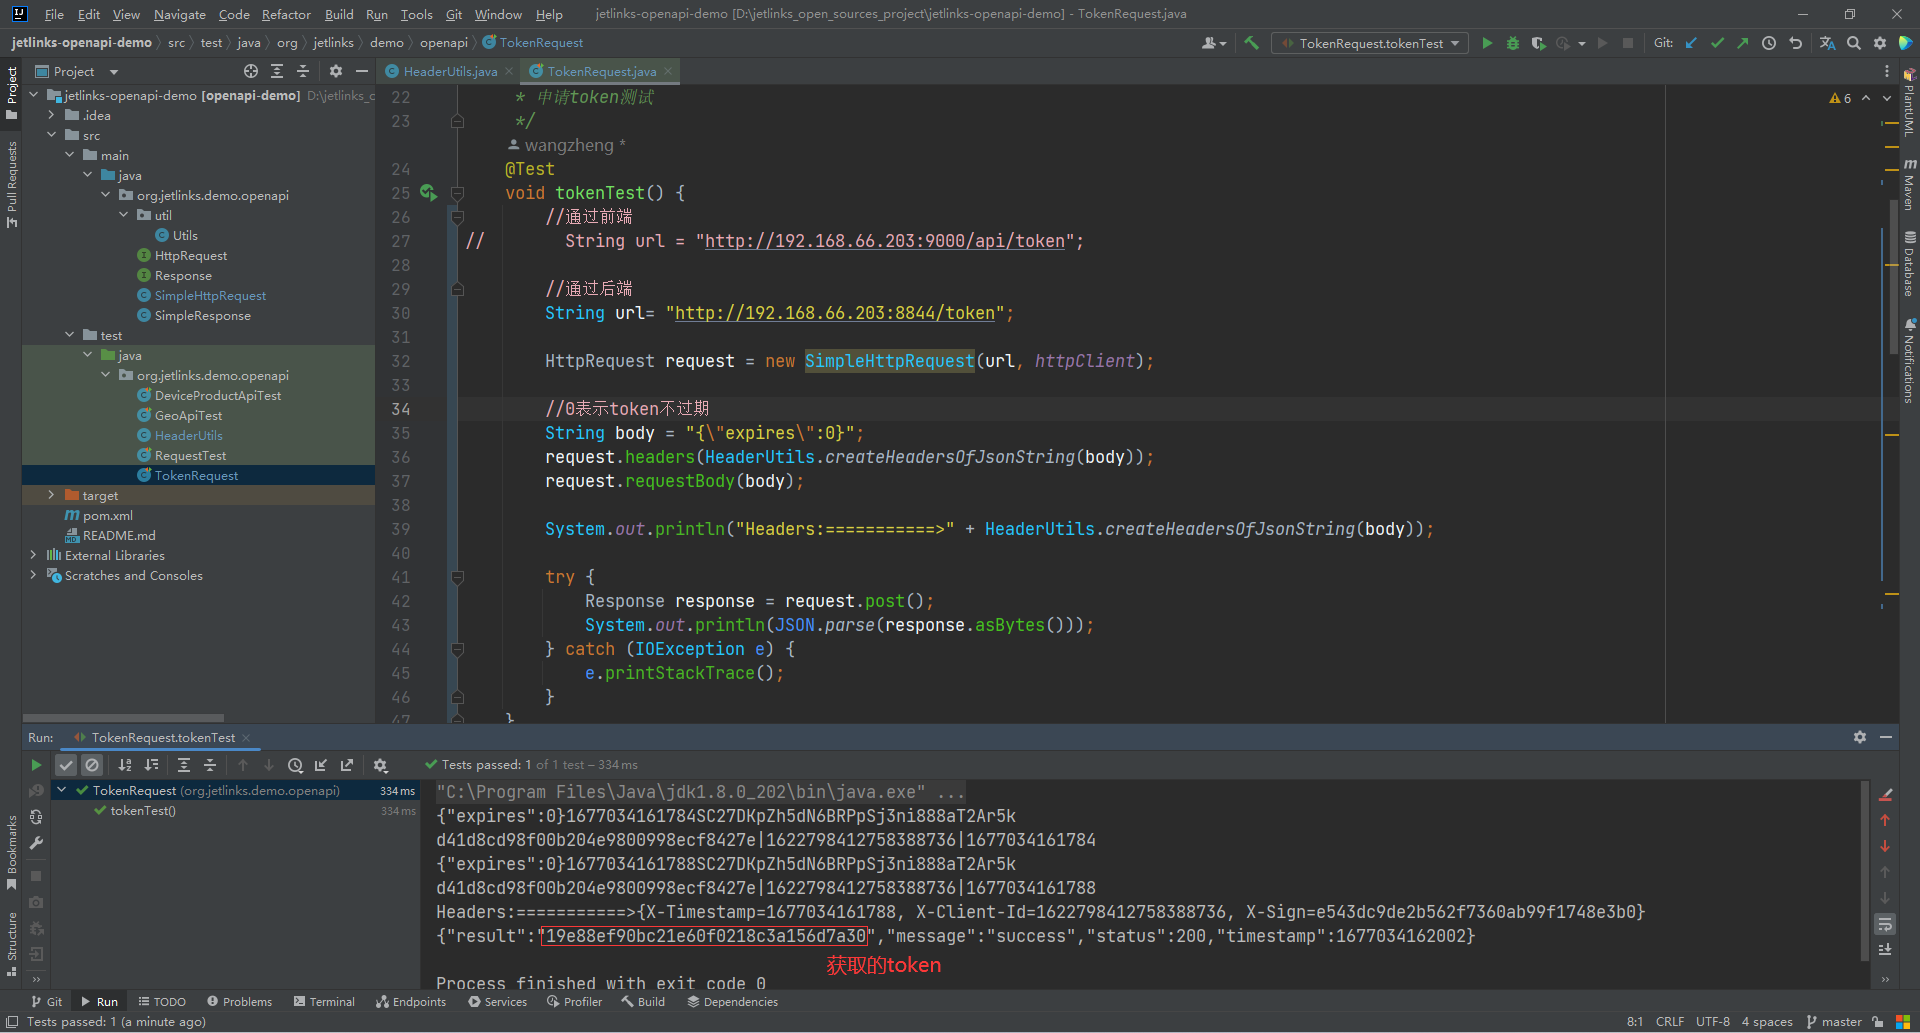 File Edit View Navigate Code Refactor Build Run Tools Git Window Help jetlinks-openapi-demo [D:\jetlinks_open_sources_project\jetlinks-openapi-demo] - TokenRequest.java
jetlinks-openapi-demo src test java org jetlinks demo openapi TokenRequest TokenRequest.tokenTest Git:
Project HeaderUtils.java TokenRequest.java
jetlinks-openapi-demo [openapi-demo] D:\jetlinks_o
.idea
src
main
java
org.jetlinks.demo.openapi
util
Utils
HttpRequest
Response
SimpleHttpRequest
SimpleResponse
test
java
org.jetlinks.demo.openapi
DeviceProductApiTest
GeoApiTest
HeaderUtils
RequestTest
TokenRequest
target
pom.xml
README.md
External Libraries
Scratches and Consoles
Project
Pull Requests
Bookmarks
Structure
6
22 * 申请token测试
23 */
wangzheng *
24 @Test
25 void tokenTest() {
26 //通过前端
27 // String url = "http://192.168.66.203:9000/api/token";
28
29 //通过后端
30 String url= "http://192.168.66.203:8844/token";
31
32 HttpRequest request = new SimpleHttpRequest(url, httpClient);
33
34 //0表示token不过期
35 String body = "{\"expires\":0}";
36 request.headers(HeaderUtils.createHeadersOfJsonString(body));
37 request.requestBody(body);
38
39 System.out.println("Headers:===========>" + HeaderUtils.createHeadersOfJsonString(body));
40
41 try {
42 Response response = request.post();
43 System.out.println(JSON.parse(response.asBytes()));
44 } catch (IOException e) {
45 e.printStackTrace();
46 }
47 }
PlantUML
Maven
Database
Notifications
Run: TokenRequest.tokenTest
Tests passed: 1 of 1 test – 334 ms
TokenRequest (org.jetlinks.demo.openapi) 334 ms
tokenTest() 334 ms
"C:\Program Files\Java\jdk1.8.0_202\bin\java.exe" ...
{"expires":0}1677034161784SC27DKpZh5dN6BRPpSj3ni888aT2Ar5k
d41d8cd98f00b204e9800998ecf8427e|1622798412758388736|1677034161784
{"expires":0}1677034161788SC27DKpZh5dN6BRPpSj3ni888aT2Ar5k
d41d8cd98f00b204e9800998ecf8427e|1622798412758388736|1677034161788
Headers:===========>{X-Timestamp=1677034161788, X-Client-Id=1622798412758388736, X-Sign=e543dc9de2b562f7360ab99f1748e3b0}
{"result":"19e88ef90bc21e60f0218c3a156d7a30","message":"success","status":200,"timestamp":1677034162002}
获取的token
Process finished with exit code 0
Git Run TODO Problems Terminal Endpoints Services Profiler Build Dependencies
Tests passed: 1 (a minute ago) 8:1 CRLF UTF-8 4 spaces master